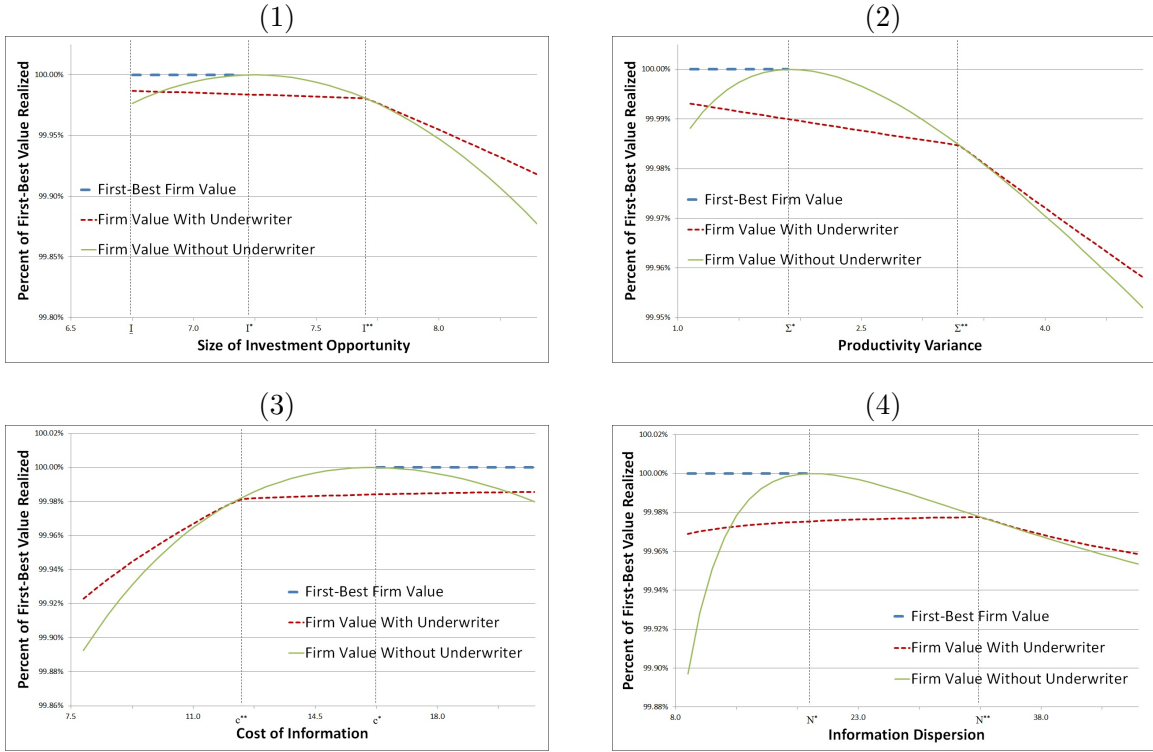 (1)
Percent of First-Best Value Realized
100.00%
99.95%
99.90%
99.85%
99.80%
First-Best Firm Value
Firm Value With Underwriter
Firm Value Without Underwriter
6.5 I 7.0 I* 7.5 I** 8.0
Size of Investment Opportunity
(2)
Percent of First-Best Value Realized
100.00%
99.99%
99.98%
99.97%
99.96%
99.95%
First-Best Firm Value
Firm Value With Underwriter
Firm Value Without Underwriter
1.0 Σ* 2.5 Σ** 4.0
Productivity Variance
(3)
Percent of First-Best Value Realized
100.02%
100.00%
99.98%
99.96%
99.94%
99.92%
99.90%
99.88%
99.86%
First-Best Firm Value
Firm Value With Underwriter
Firm Value Without Underwriter
7.5 11.0 c** 14.5 c* 18.0
Cost of Information
(4)
Percent of First-Best Value Realized
100.02%
100.00%
99.98%
99.96%
99.94%
99.92%
99.90%
99.88%
First-Best Firm Value
Firm Value With Underwriter
Firm Value Without Underwriter
8.0 N* 23.0 N** 38.0
Information Dispersion